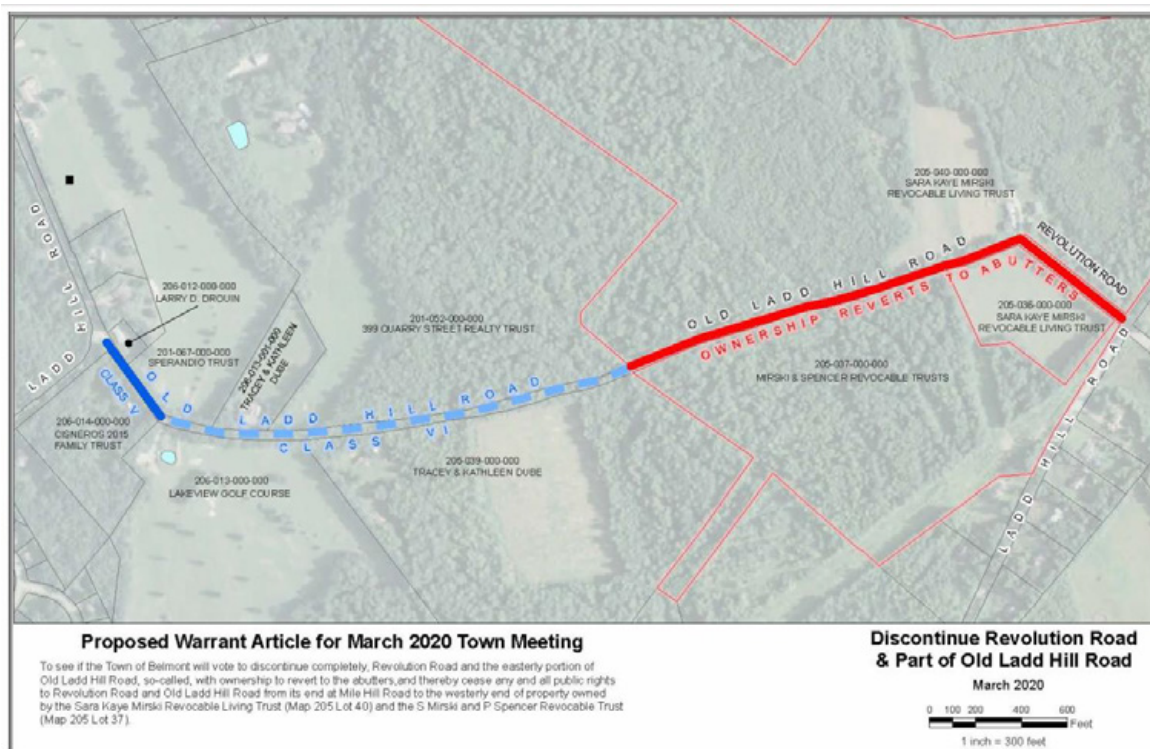 205-040-000-000
SARA KAYE MIRSKI
REVOCABLE LIVING TRUST
REVOLUTION ROAD
OLD LADD HILL ROAD
OWNERSHIP REVERTS TO ABUTTERS
205-036-000-000
SARA KAYE MIRSKI
REVOCABLE LIVING TRUST
LADD HILL ROAD
206-012-000-000
LARRY D. DROUIN
201-052-000-000
399 QUARRY STREET REALTY TRUST
201-067-000-000
SPERANDIO TRUST
206-013-001-000
TRACEY & KATHLEEN
DUBE
205-037-000-000
MIRSKI & SPENCER REVOCABLE TRUSTS
LADD HILL ROAD
CLASS V
OLD LADD HILL ROAD
CLASS VI
206-014-000-000
CISNEROS 2015
FAMILY TRUST
205-039-000-000
TRACEY & KATHLEEN DUBE
206-013-000-000
LAKEVIEW GOLF COURSE
Proposed Warrant Article for March 2020 Town Meeting
To see if the Town of Belmont will vote to discontinue completely, Revolution Road and the easterly portion of
Old Ladd Hill Road, so-called, with ownership to revert to the abutters,and thereby cease any and all public rights
to Revolution Road and Old Ladd Hill Road from its end at Mile Hill Road to the westerly end of property owned
by the Sara Kaye Mirski Revocable Living Trust (Map 205 Lot 40) and the S Mirski and P Spencer Revocable Trust
(Map 205 Lot 37).
Discontinue Revolution Road
& Part of Old Ladd Hill Road
March 2020
0 100 200 400 600
Feet
1 inch = 300 feet